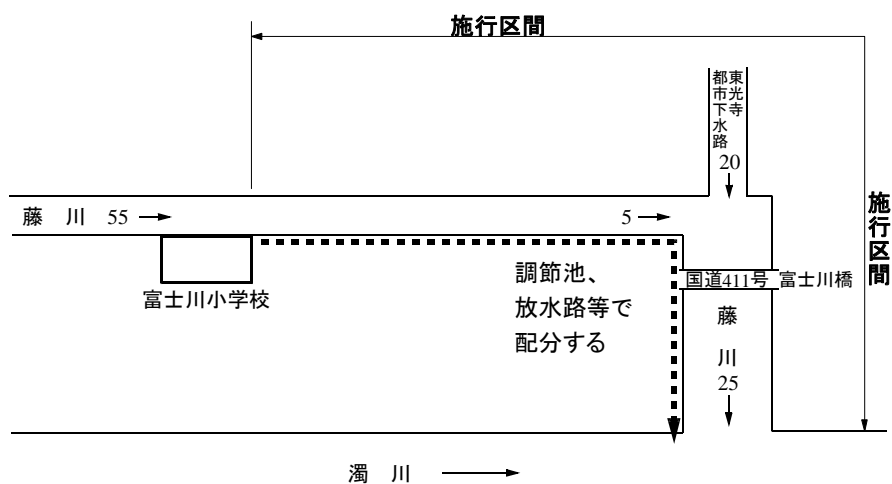 施行区間
東光寺
都市下水路
20
藤 川 55
5
施行区間
国道411号
富士川橋
富士川小学校
調節池、
放水路等で
配分する
藤
川
25
濁 川